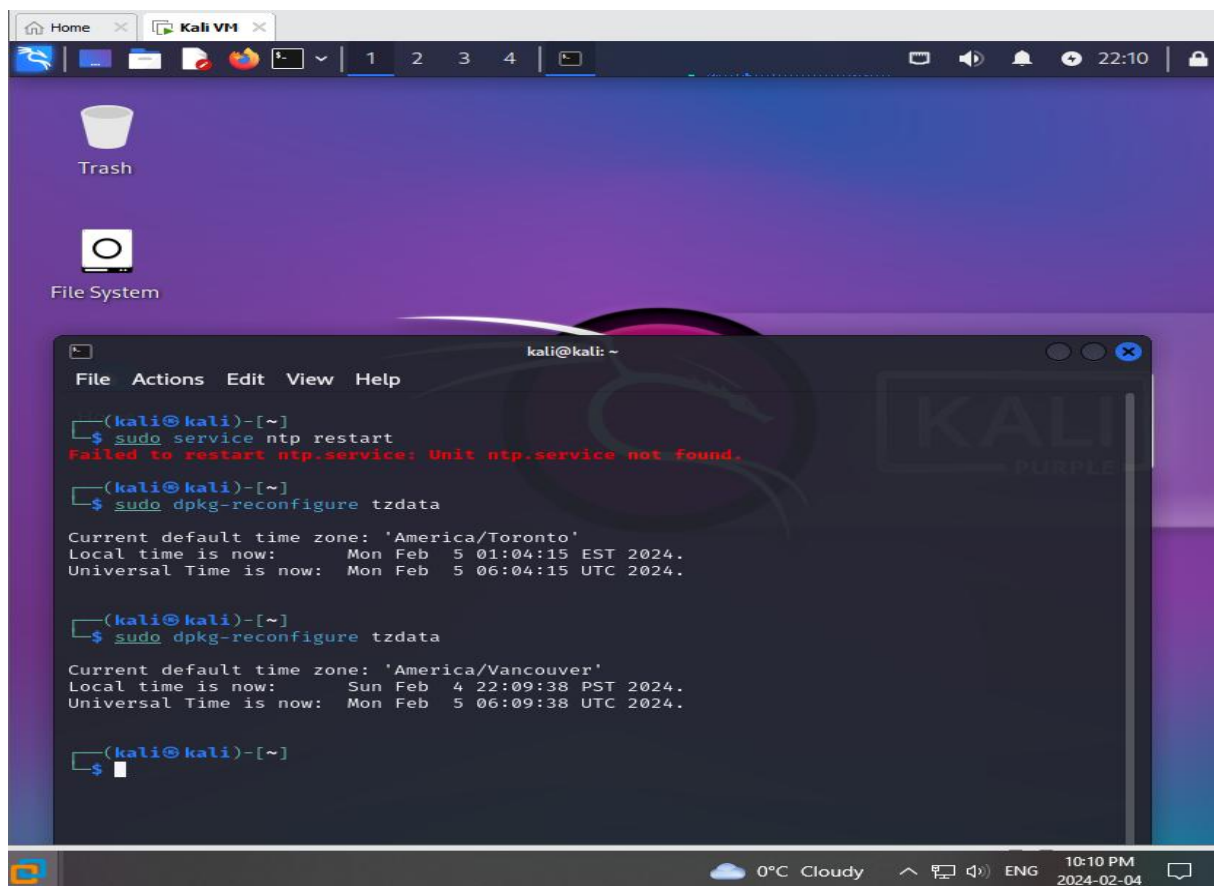 Home
Kali VM
1 2 3 4
22:10
Trash
File System
kali@kali: ~
File Actions Edit View Help
(kali㉿kali)-[~]
$ sudo service ntp restart
Failed to restart ntp.service: Unit ntp.service not found.
(kali㉿kali)-[~]
$ sudo dpkg-reconfigure tzdata
Current default time zone: 'America/Toronto'
Local time is now:      Mon Feb  5 01:04:15 EST 2024.
Universal Time is now:  Mon Feb  5 06:04:15 UTC 2024.
(kali㉿kali)-[~]
$ sudo dpkg-reconfigure tzdata
Current default time zone: 'America/Vancouver'
Local time is now:      Sun Feb  4 22:09:38 PST 2024.
Universal Time is now:  Mon Feb  5 06:09:38 UTC 2024.
(kali㉿kali)-[~]
$
KALI
PURPLE
0°C Cloudy
ENG
10:10 PM
2024-02-04